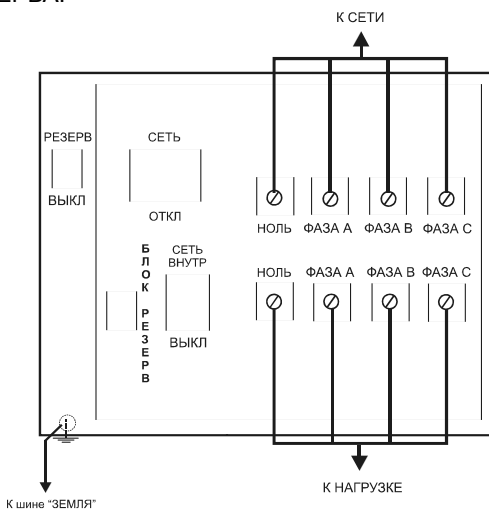 К СЕТИ
РЕЗЕРВ
ВЫКЛ
СЕТЬ
ОТКЛ
НОЛЬ ФАЗА А ФАЗА В ФАЗА С
БЛОК РЕЗЕРВ
СЕТЬ
ВНУТР
ВЫКЛ
НОЛЬ ФАЗА А ФАЗА В ФАЗА С
К НАГРУЗКЕ
К шине "ЗЕМЛЯ"